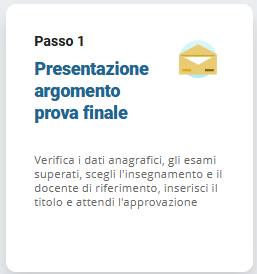 Passo 1
Presentazione
argomento
prova finale
Verifica i dati anagrafici, gli esami
superati, scegli l'insegnamento e il
docente di riferimento, inserisci il
titolo e attendi l'approvazione